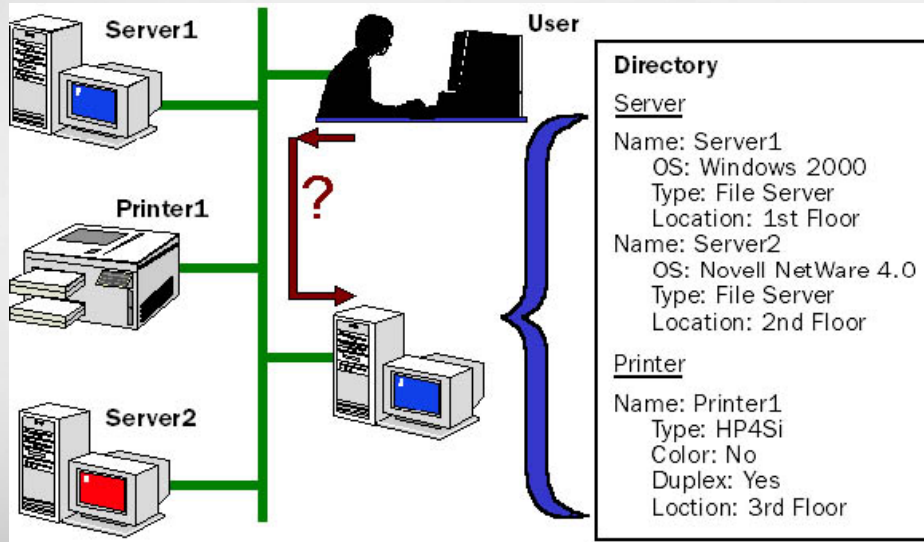 Server1
User
?
Printer1
Server2
Directory
Server
Name: Server1
OS: Windows 2000
Type: File Server
Location: 1st Floor
Name: Server2
OS: Novell NetWare 4.0
Type: File Server
Location: 2nd Floor
Printer
Name: Printer1
Type: HP4Si
Color: No
Duplex: Yes
Loction: 3rd Floor